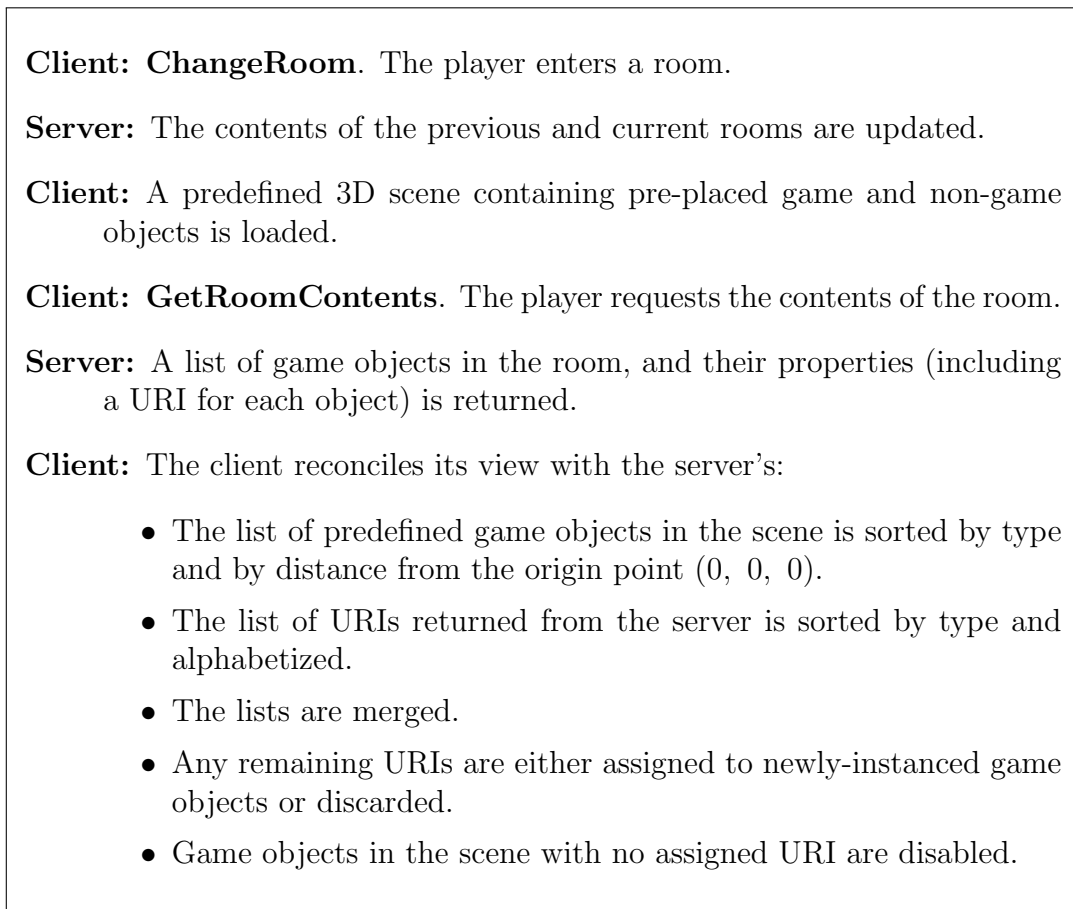 Client: ChangeRoom. The player enters a room.
Server: The contents of the previous and current rooms are updated.
Client: A predefined 3D scene containing pre-placed game and non-game
objects is loaded.
Client: GetRoomContents. The player requests the contents of the room.
Server: A list of game objects in the room, and their properties (including
a URI for each object) is returned.
Client: The client reconciles its view with the server's:
• The list of predefined game objects in the scene is sorted by type
and by distance from the origin point (0, 0, 0).
• The list of URIs returned from the server is sorted by type and
alphabetized.
• The lists are merged.
• Any remaining URIs are either assigned to newly-instanced game
objects or discarded.
• Game objects in the scene with no assigned URI are disabled.